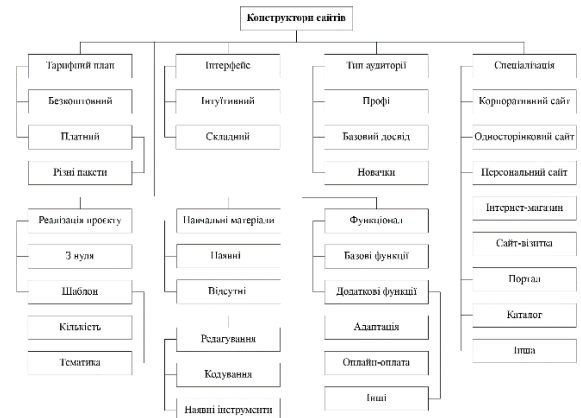 Конструктори сайтів
Тарифний план
Безкоштовний
Платний
Різні пакети
Інтерфейс
Інтуїтивний
Складний
Тип аудиторії
Профі
Базовий досвід
Новачки
Спеціалізація
Корпоративний сайт
Односторінковий сайт
Персональний сайт
Інтернет-магазин
Сайт-візитка
Портал
Каталог
Інша
Реалізація проєкту
З нуля
Шаблон
Кількість
Тематика
Навчальні матеріали
Наявні
Відсутні
Редагування
Кодування
Наявні інструменти
Функціонал
Базові функції
Додаткові функції
Адаптація
Онлайн-оплата
Інші